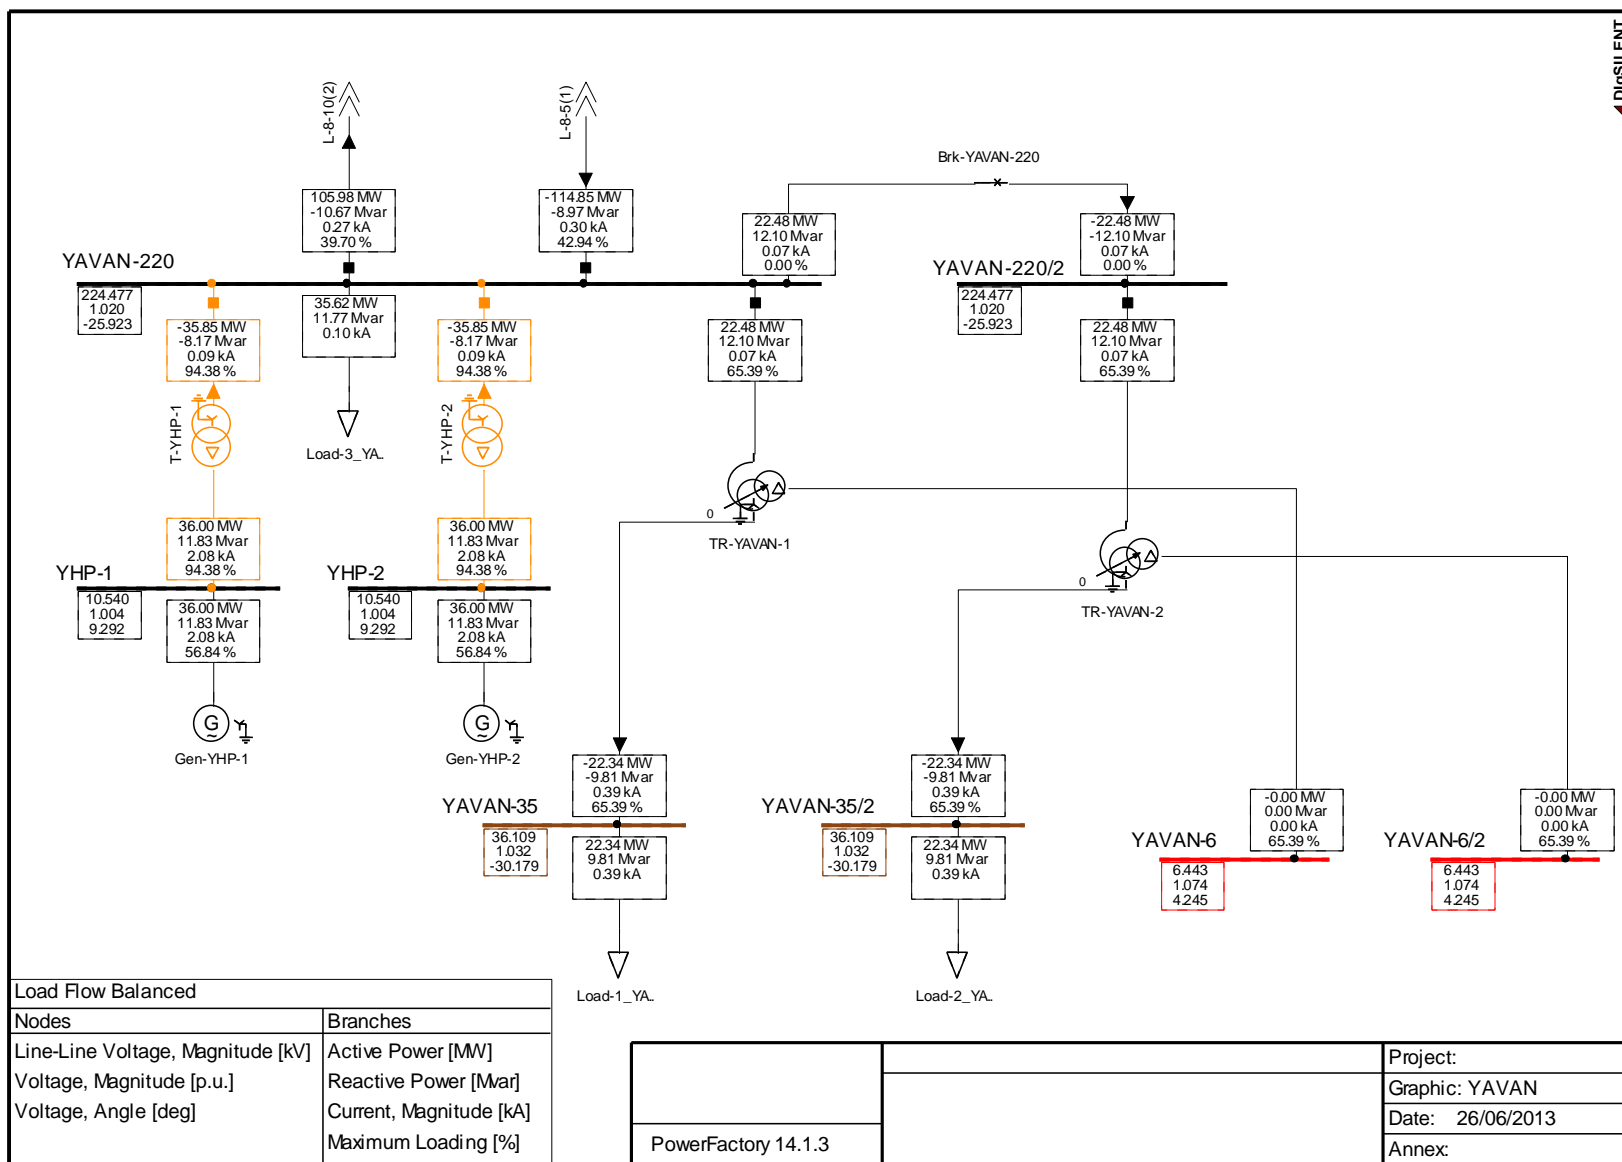 DIgSILENT
L-8-10(2)
L-8-5(1)
Brk-YAVAN-220
105.98 MW
-10.67 Mvar
0.27 kA
39.70 %
-114.85 MW
-8.97 Mvar
0.30 kA
42.94 %
22.48 MW
12.10 Mvar
0.07 kA
0.00 %
-22.48 MW
-12.10 Mvar
0.07 kA
0.00 %
YAVAN-220
224.477
1.020
-25.923
YAVAN-220/2
224.477
1.020
-25.923
-35.85 MW
-8.17 Mvar
0.09 kA
94.38 %
35.62 MW
11.77 Mvar
0.10 kA
-35.85 MW
-8.17 Mvar
0.09 kA
94.38 %
22.48 MW
12.10 Mvar
0.07 kA
65.39 %
22.48 MW
12.10 Mvar
0.07 kA
65.39 %
T-YHP-1
Load-3_YA..
T-YHP-2
0
TR-YAVAN-1
0
TR-YAVAN-2
36.00 MW
11.83 Mvar
2.08 kA
94.38 %
36.00 MW
11.83 Mvar
2.08 kA
94.38 %
YHP-1
10.540
1.004
9.292
YHP-2
10.540
1.004
9.292
36.00 MW
11.83 Mvar
2.08 kA
56.84 %
36.00 MW
11.83 Mvar
2.08 kA
56.84 %
G
~
Gen-YHP-1
G
~
Gen-YHP-2
-22.34 MW
-9.81 Mvar
0.39 kA
65.39 %
-22.34 MW
-9.81 Mvar
0.39 kA
65.39 %
-0.00 MW
0.00 Mvar
0.00 kA
65.39 %
-0.00 MW
0.00 Mvar
0.00 kA
65.39 %
YAVAN-35
36.109
1.032
-30.179
YAVAN-35/2
36.109
1.032
-30.179
YAVAN-6
6.443
1.074
4.245
YAVAN-6/2
6.443
1.074
4.245
22.34 MW
9.81 Mvar
0.39 kA
22.34 MW
9.81 Mvar
0.39 kA
Load-1_YA..
Load-2_YA..
Load Flow Balanced
Nodes
Branches
Line-Line Voltage, Magnitude [kV]
Active Power [MW]
Voltage, Magnitude [p.u.]
Reactive Power [Mvar]
Voltage, Angle [deg]
Current, Magnitude [kA]
Maximum Loading [%]
PowerFactory 14.1.3
Project:
Graphic: YAVAN
Date: 26/06/2013
Annex: